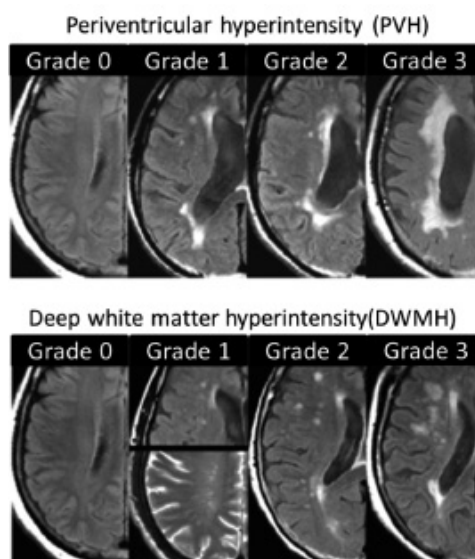 Periventricular hyperintensity (PVH)
Grade 0 Grade 1 Grade 2 Grade 3
Deep white matter hyperintensity(DWMH)
Grade 0 Grade 1 Grade 2 Grade 3